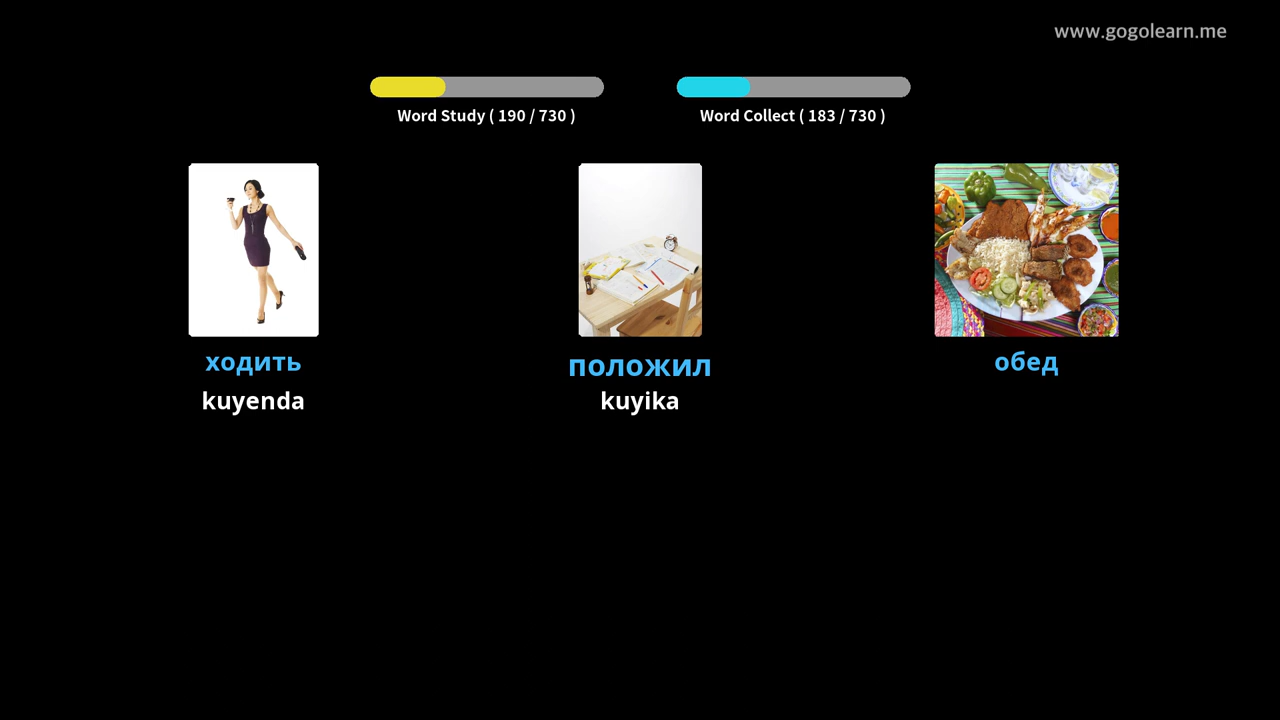 www.gogolearn.me
Word Study ( 190 / 730 )
Word Collect ( 183 / 730 )
ходить
положил
обед
kuyenda
kuyika